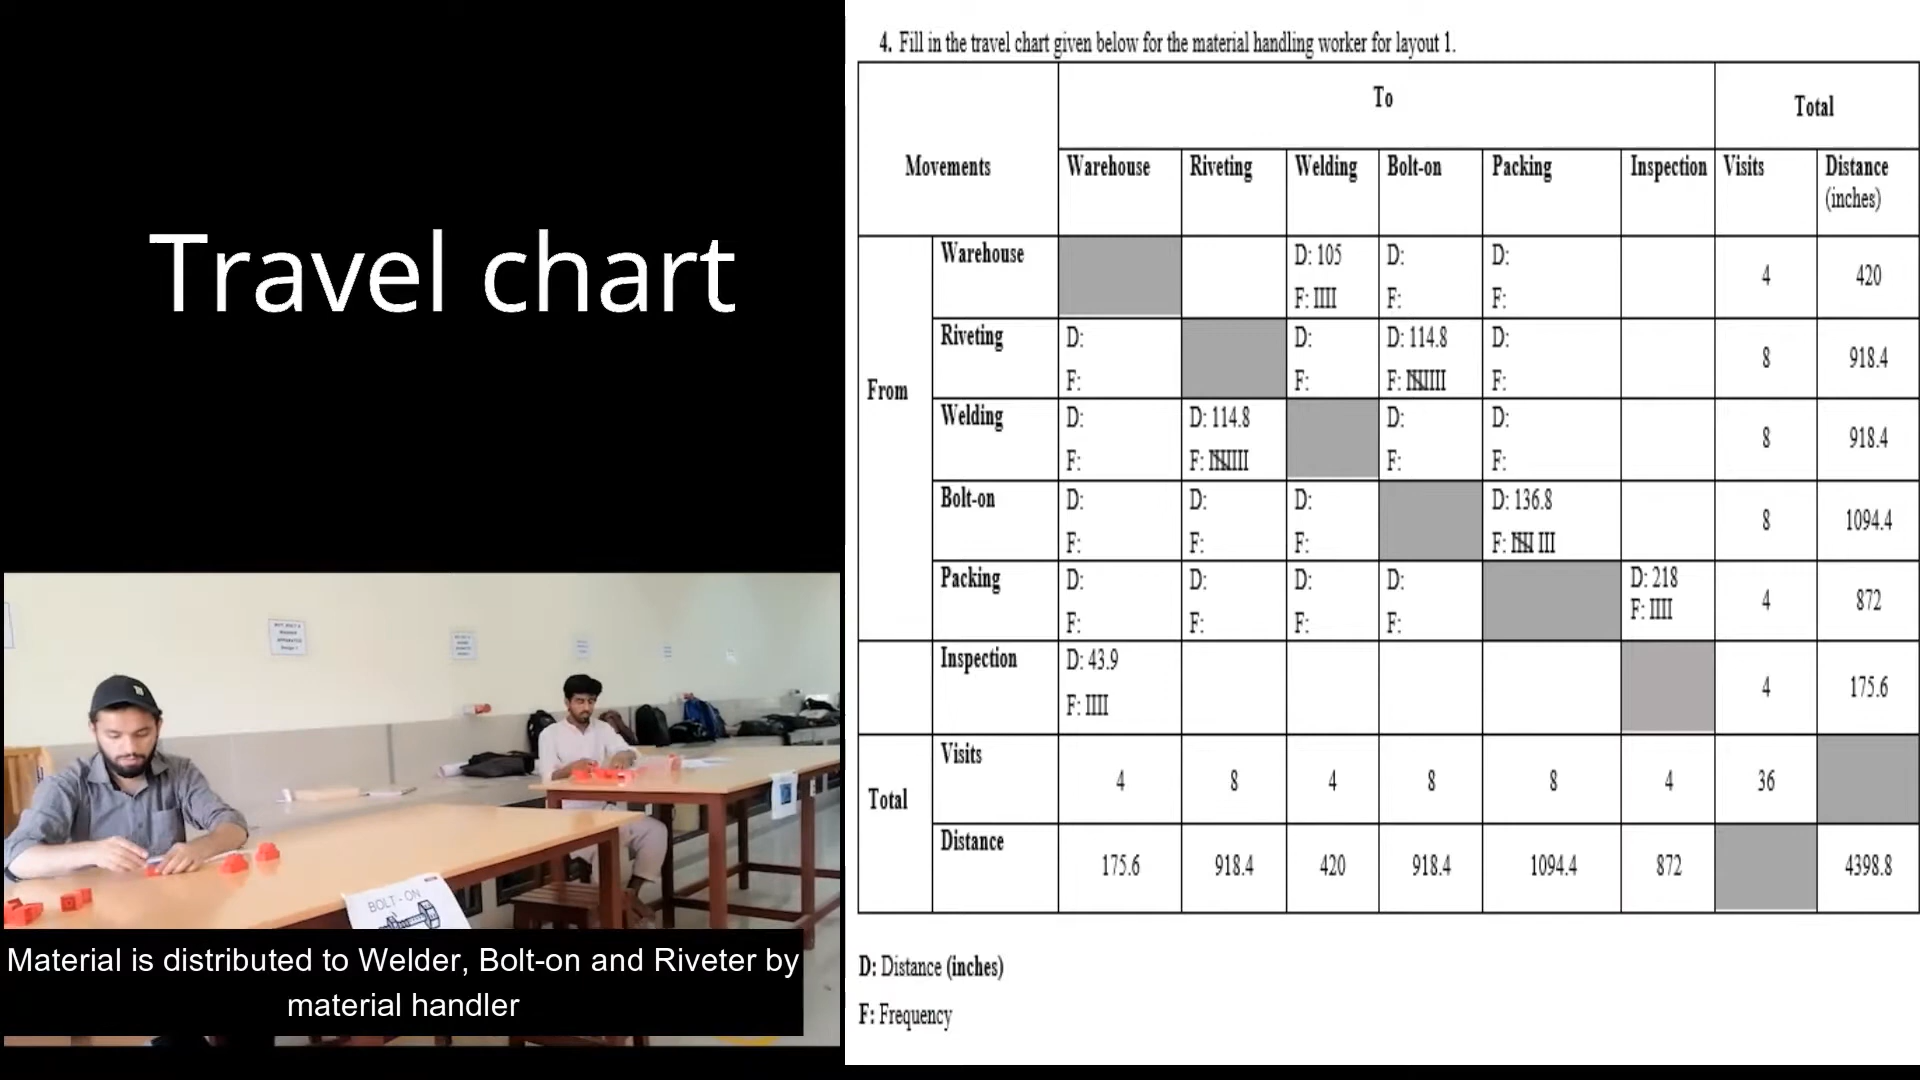 Travel chart
BOLT-ON
Material is distributed to Welder, Bolt-on and Riveter by
material handler
4. Fill in the travel chart given below for the material handling worker for layout 1.
Movements
To
Total
Warehouse Riveting Welding Bolt-on Packing Inspection Visits Distance
(inches)
From
Warehouse D: 105 D: D: 4 420
F: IIII F: F:
Riveting D: D: D: 114.8 D: 8 918.4
F: F: F: IIIIIIII F:
Welding D: D: 114.8 D: D: 8 918.4
F: F: IIIIIIII F: F:
Bolt-on D: D: D: D: 136.8 8 1094.4
F: F: F: F: IIIII III
Packing D: D: D: D: D: 218 4 872
F: F: F: F: F: IIII
Inspection D: 43.9 4 175.6
F: IIII
Total
Visits 4 8 4 8 8 4 36
Distance 175.6 918.4 420 918.4 1094.4 872 4398.8
D: Distance (inches)
F: Frequency